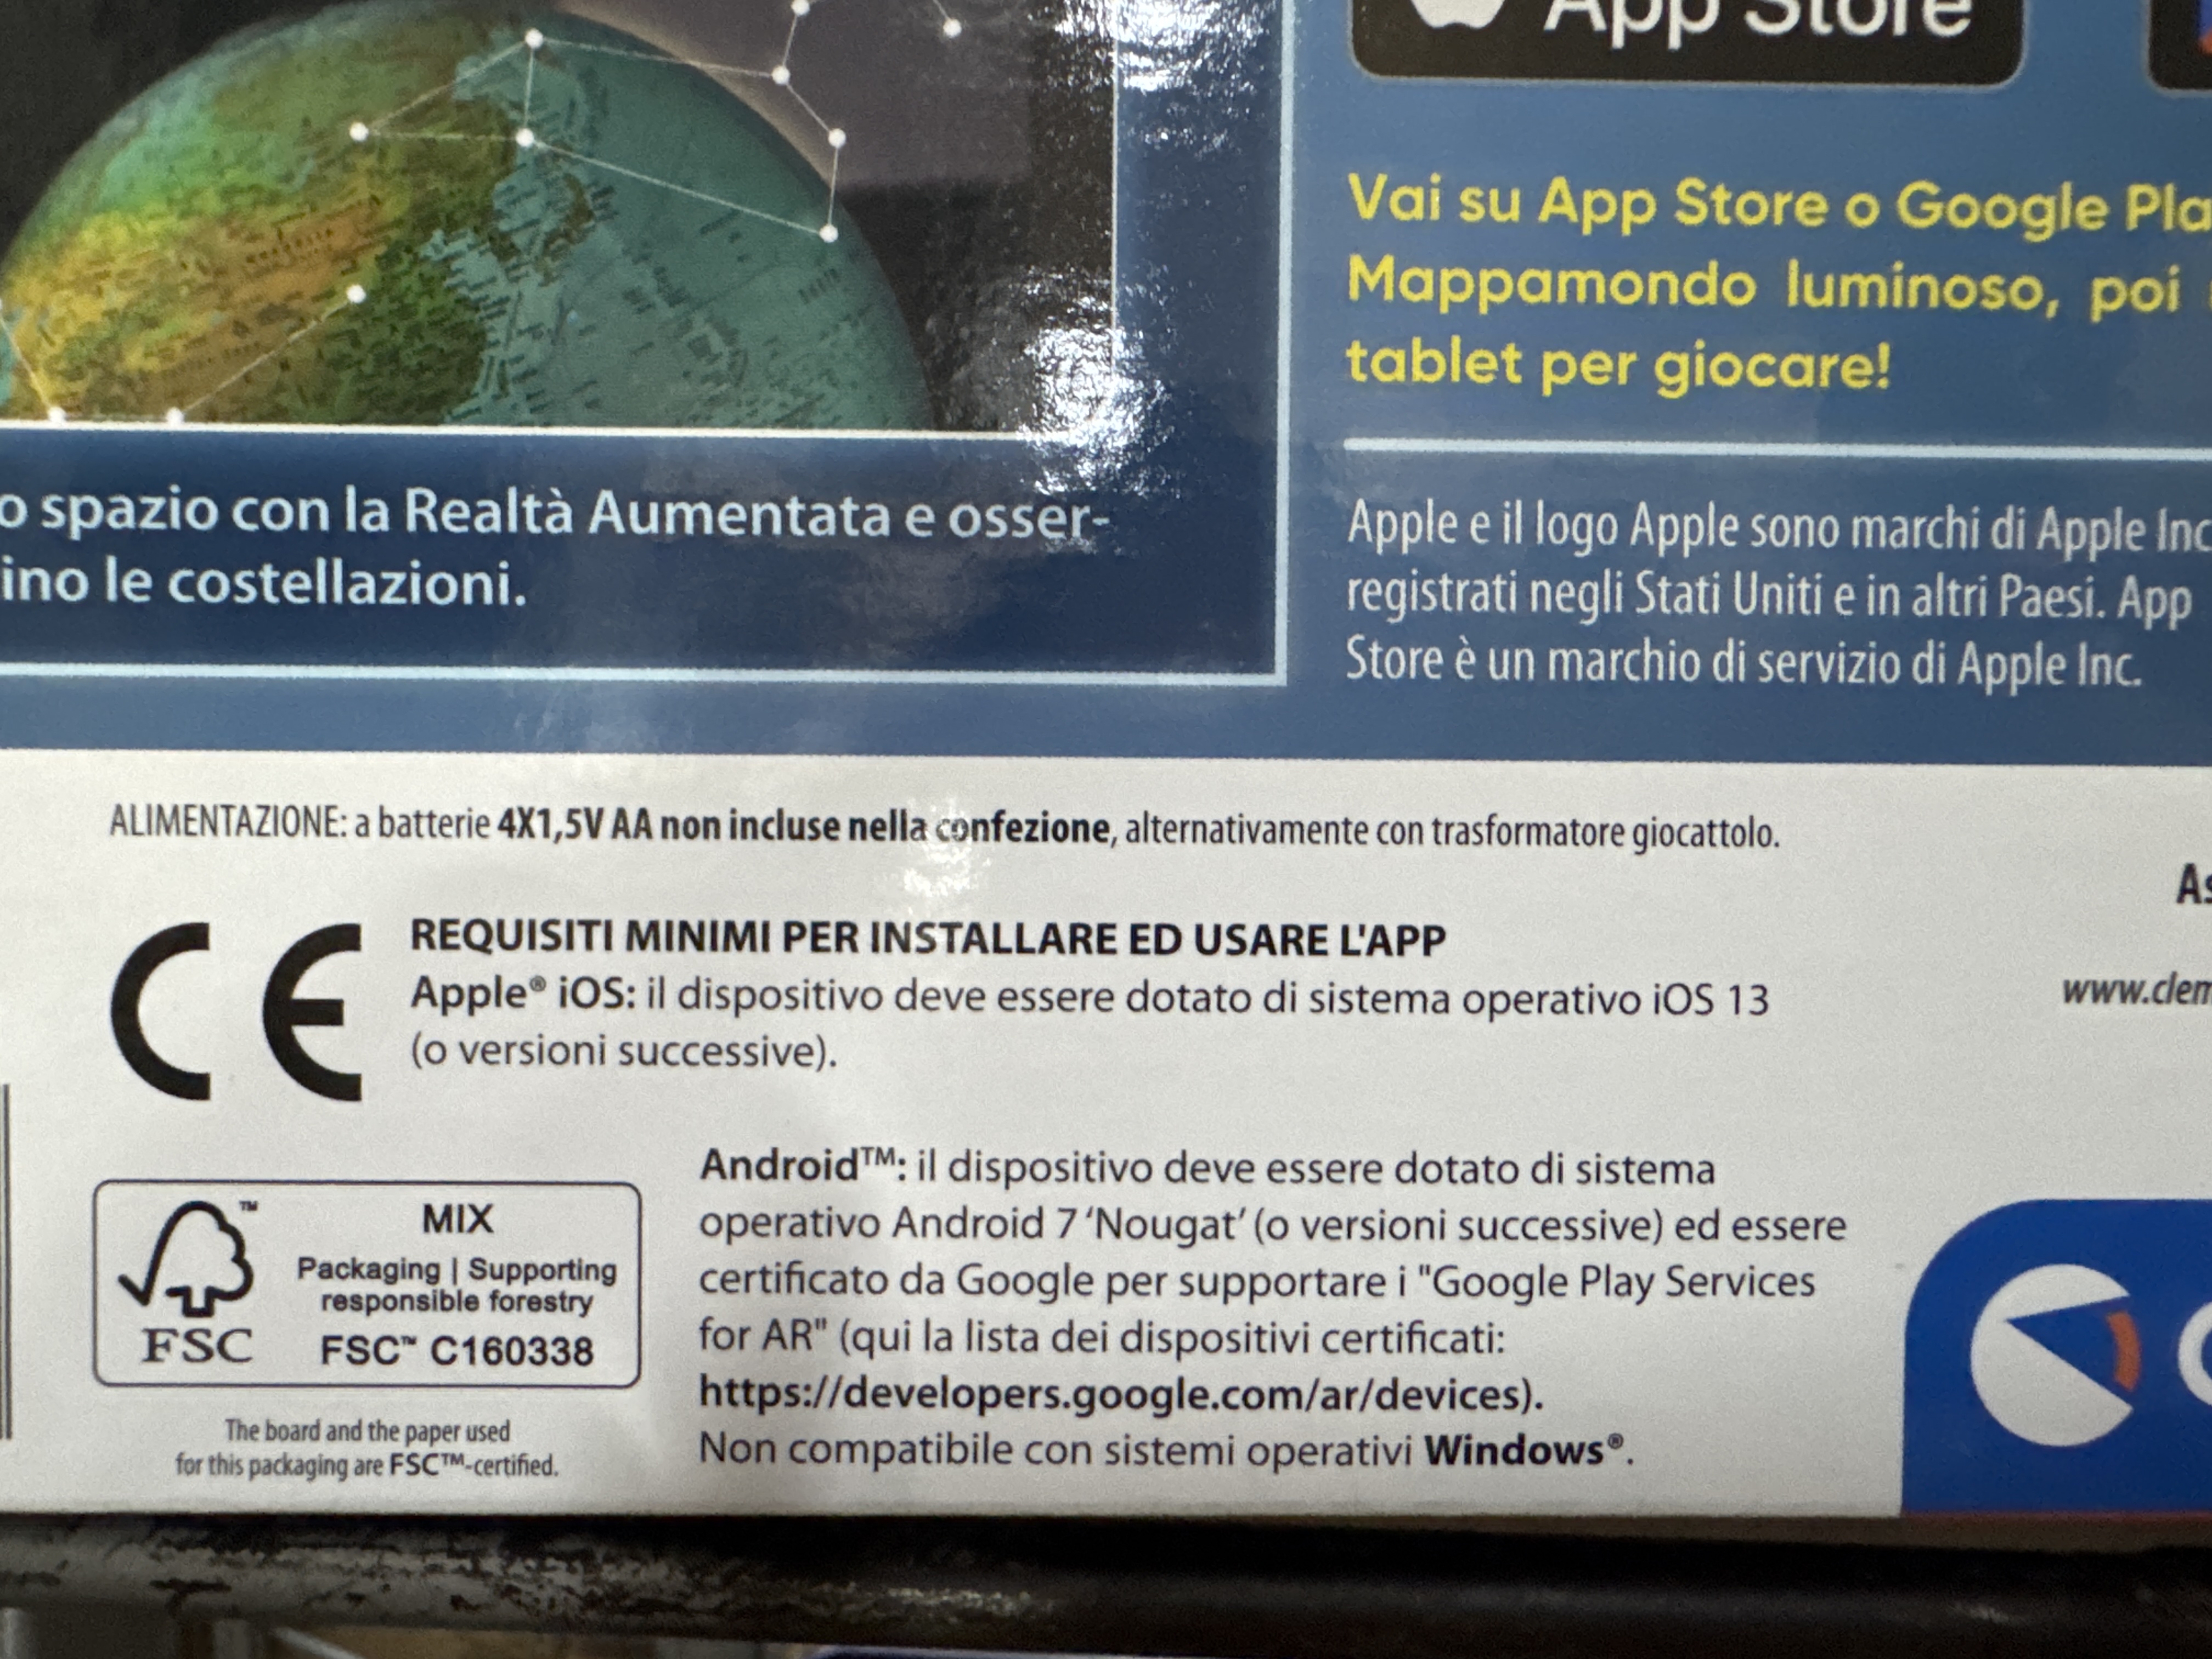 App Store
Vai su App Store o Google Pla
Mappamondo luminoso, poi
tablet per giocare!
o spazio con la Realtà Aumentata e osser-
ino le costellazioni.
Apple e il logo Apple sono marchi di Apple Inc
registrati negli Stati Uniti e in altri Paesi. App
Store è un marchio di servizio di Apple Inc.
ALIMENTAZIONE: a batterie 4X1,5V AA non incluse nella confezione, alternativamente con trasformatore giocattolo.
CE
REQUISITI MINIMI PER INSTALLARE ED USARE L'APP
Apple® iOS: il dispositivo deve essere dotato di sistema operativo iOS 13
(o versioni successive).
As
www.clem
Android™: il dispositivo deve essere dotato di sistema
operativo Android 7 ‘Nougat’ (o versioni successive) ed essere
certificato da Google per supportare i "Google Play Services
for AR" (qui la lista dei dispositivi certificati:
https://developers.google.com/ar/devices).
Non compatibile con sistemi operativi Windows®.
™
FSC
MIX
Packaging | Supporting
responsible forestry
FSC™ C160338
The board and the paper used
for this packaging are FSC™-certified.